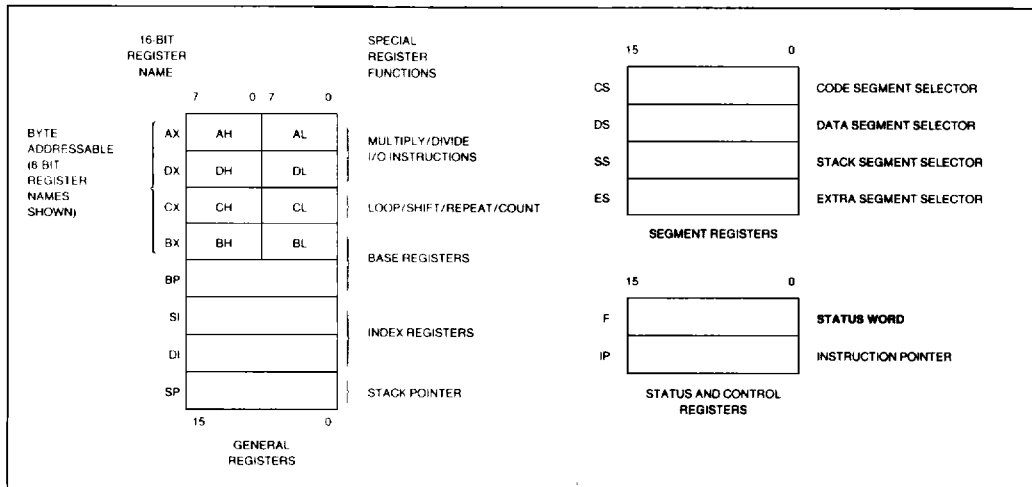 16-BIT
REGISTER
NAME
SPECIAL
REGISTER
FUNCTIONS
7 0 7 0
BYTE
ADDRESSABLE
(8 BIT
REGISTER
NAMES
SHOWN)
AX AH AL
DX DH DL
CX CH CL
BX BH BL
BP
SI
DI
SP
15 0
MULTIPLY/DIVIDE
I/O INSTRUCTIONS
LOOP/SHIFT/REPEAT/COUNT
BASE REGISTERS
INDEX REGISTERS
STACK POINTER
GENERAL
REGISTERS
15 0
CS CODE SEGMENT SELECTOR
DS DATA SEGMENT SELECTOR
SS STACK SEGMENT SELECTOR
ES EXTRA SEGMENT SELECTOR
SEGMENT REGISTERS
15 0
F STATUS WORD
IP INSTRUCTION POINTER
STATUS AND CONTROL
REGISTERS